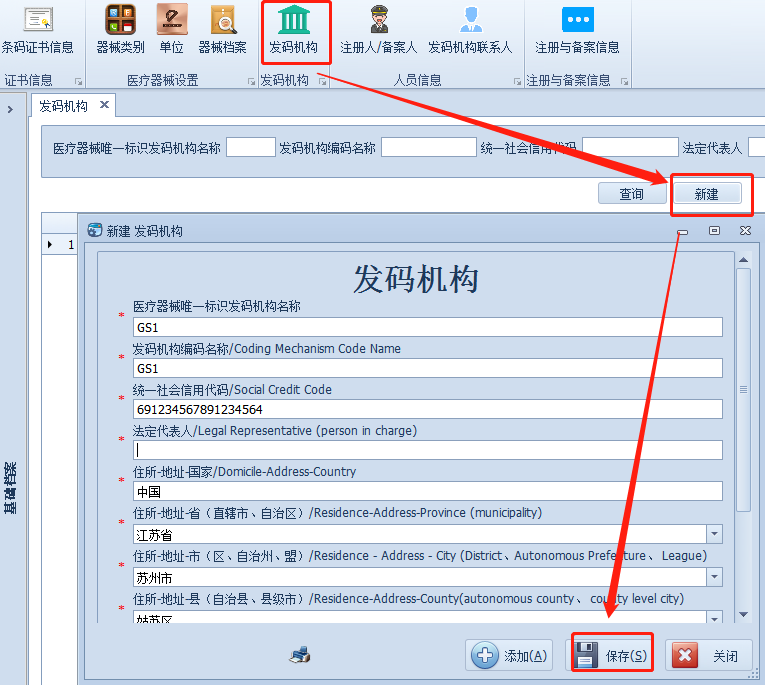 条码证书信息 器械类别 单位 器械档案 发码机构 注册人/备案人 发码机构联系人 注册与备案信息
证书信息 医疗器械设置 发码机构 人员信息 注册与备案信息
发码机构
医疗器械唯一标识发码机构名称 发码机构编码名称 统一社会信用代码 法定代表人
查询 新建
1
新建 发码机构
发码机构
* 医疗器械唯一标识发码机构名称
GS1
* 发码机构编码名称/Coding Mechanism Code Name
GS1
* 统一社会信用代码/Social Credit Code
691234567891234564
* 法定代表人/Legal Representative (person in charge)
* 住所-地址-国家/Domicile-Address-Country
中国
* 住所-地址-省（直辖市、自治区）/Residence-Address-Province (municipality)
江苏省
* 住所-地址-市（区、自治州、盟）/Residence - Address - City (District、Autonomous Prefecture、 League)
苏州市
* 住所-地址-县（自治县、县级市）/Residence-Address-County(autonomous county、 county level city)
姑苏区
添加(A) 保存(S) 关闭
基础档案